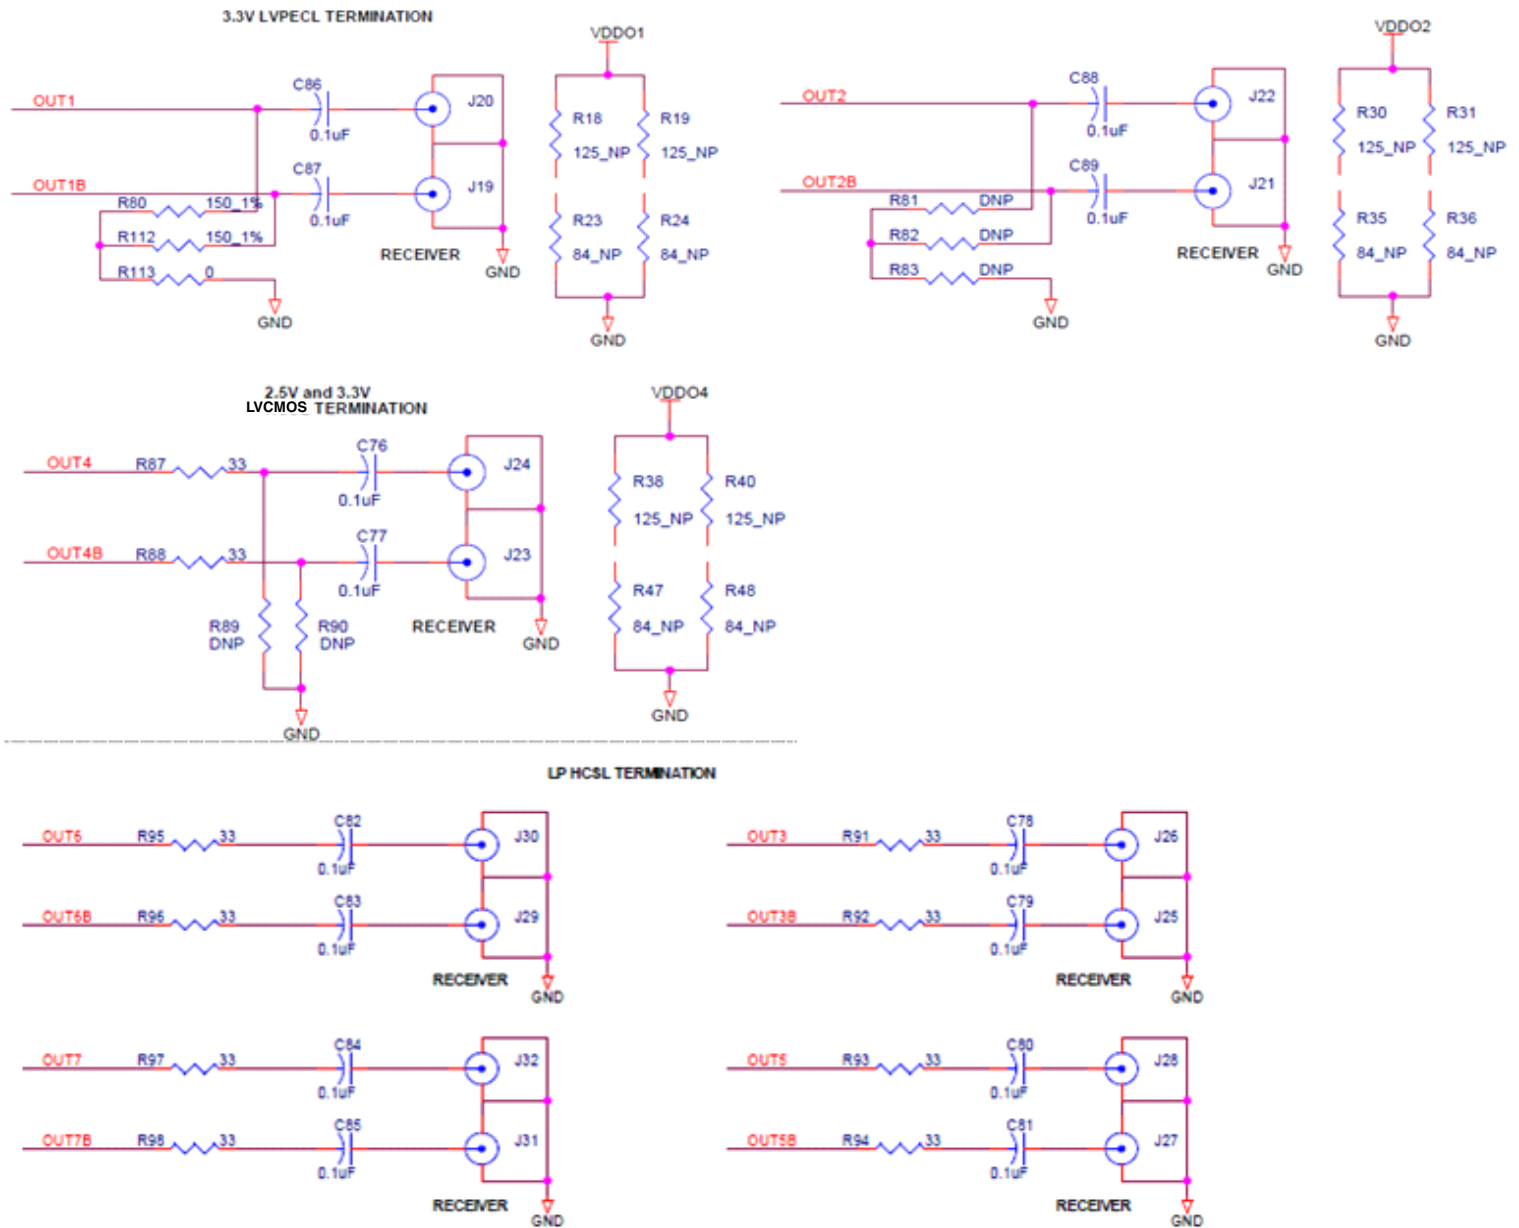 3.3V LVPECL TERMINATION
VDDO1
C86
OUT1
J20
0.1uF
R18
R19
125_NP
125_NP
C87
OUT1B
J19
0.1uF
R80
150_1%
R112
150_1%
R113
0
R23
R24
84_NP
84_NP
RECEIVER
GND
GND
GND
VDDO2
C88
OUT2
J22
0.1uF
R30
R31
125_NP
125_NP
C89
OUT2B
J21
0.1uF
R81
DNP
R82
DNP
R83
DNP
R35
R36
84_NP
84_NP
RECEIVER
GND
GND
GND
2.5V and 3.3V
LVCMOS TERMINATION
VDDO4
C76
OUT4
R87
33
J24
0.1uF
R38
R40
125_NP
125_NP
C77
OUT4B
R88
33
J23
0.1uF
R47
R48
84_NP
84_NP
R89
DNP
R90
DNP
RECEIVER
GND
GND
GND
LP HCSL TERMINATION
C82
OUT6
R95
33
J30
0.1uF
C83
OUT6B
R96
33
J29
0.1uF
RECEIVER
GND
C78
OUT3
R91
33
J26
0.1uF
C79
OUT3B
R92
33
J25
0.1uF
RECEIVER
GND
C84
OUT7
R97
33
J32
0.1uF
C85
OUT7B
R98
33
J31
0.1uF
RECEIVER
GND
C80
OUT5
R93
33
J28
0.1uF
C81
OUT5B
R94
33
J27
0.1uF
RECEIVER
GND